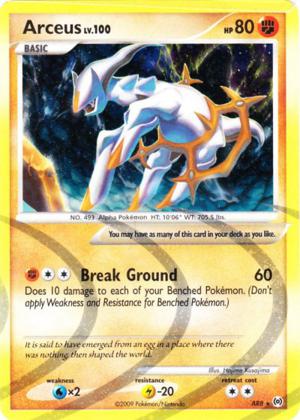 Arceus LV.100 HP 80
BASIC
NO. 493 Alpha Pokémon HT: 10'06" WT: 705.5 lbs.
You may have as many of this card in your deck as you like.
Break Ground 60
Does 10 damage to each of your Benched Pokémon. (Don't
apply Weakness and Resistance for Benched Pokémon.)
It is said to have emerged from an egg in a place where there
was nothing, then shaped the world.
Illus. Hajime Kusajima
weakness resistance retreat cost
×2 -20
©2009 Pokémon/Nintendo AR8